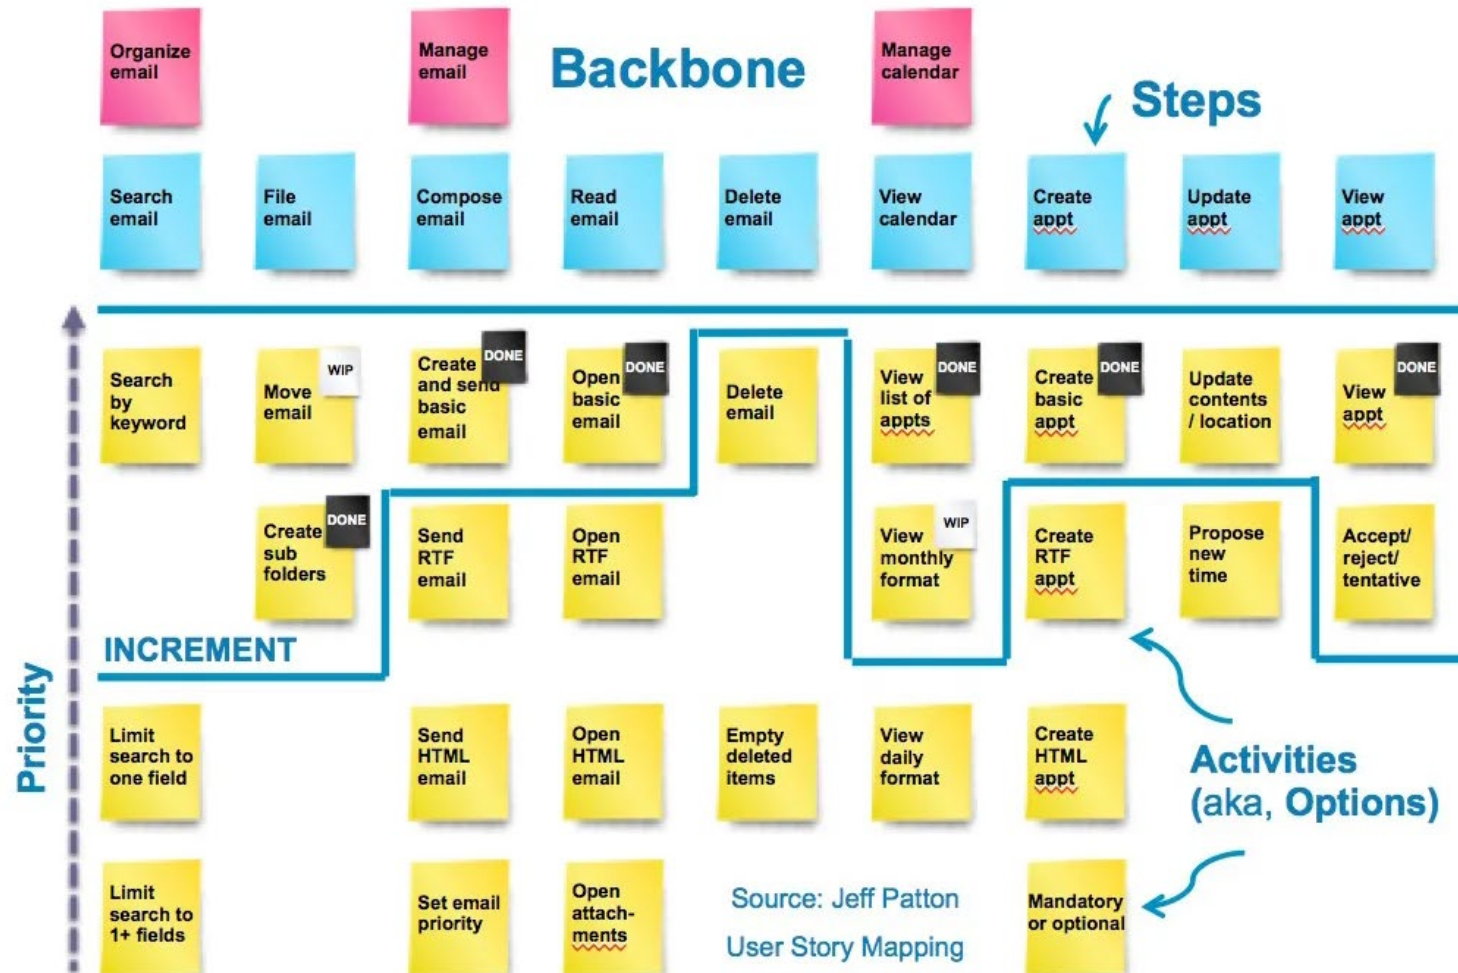 Organize
email
Manage
email
Backbone
Manage
calendar
Steps
Search
email
File
email
Compose
email
Read
email
Delete
email
View
calendar
Create
appt
Update
appt
View
appt
Search
by
keyword
WIP
Move
email
DONE
Create
and send
basic
email
DONE
Open
basic
email
Delete
email
DONE
View
list of
appts
DONE
Create
basic
appt
Update
contents
/ location
DONE
View
appt
DONE
Create
sub
folders
Send
RTF
email
Open
RTF
email
WIP
View
monthly
format
Create
RTF
appt
Propose
new
time
Accept/
reject/
tentative
INCREMENT
Priority
Limit
search to
one field
Send
HTML
email
Open
HTML
email
Empty
deleted
items
View
daily
format
Create
HTML
appt
Activities
(aka, Options)
Limit
search to
1+ fields
Set email
priority
Open
attach-
ments
Source: Jeff Patton
User Story Mapping
Mandatory
or optional